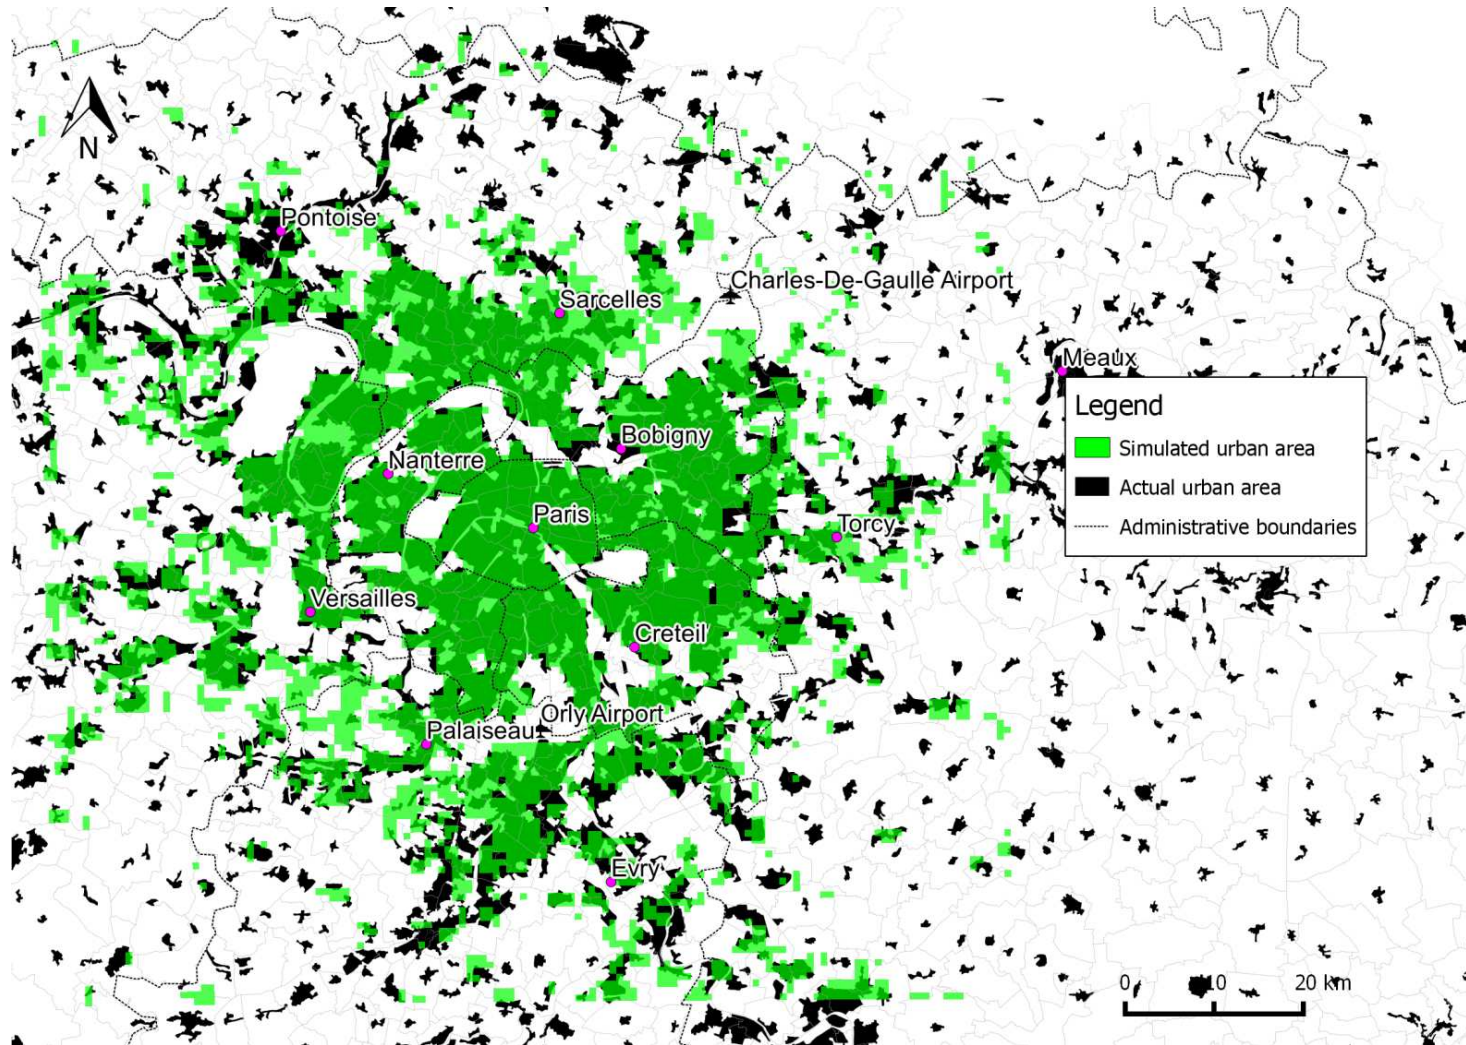 N
Pontoise
Charles-De-Gaulle Airport
Sarcelles
Meaux
Legend
Simulated urban area
Actual urban area
Administrative boundaries
Bobigny
Nanterre
Paris
Torcy
Versailles
Creteil
Orly Airport
Palaiseau
Evry
0 10 20 km